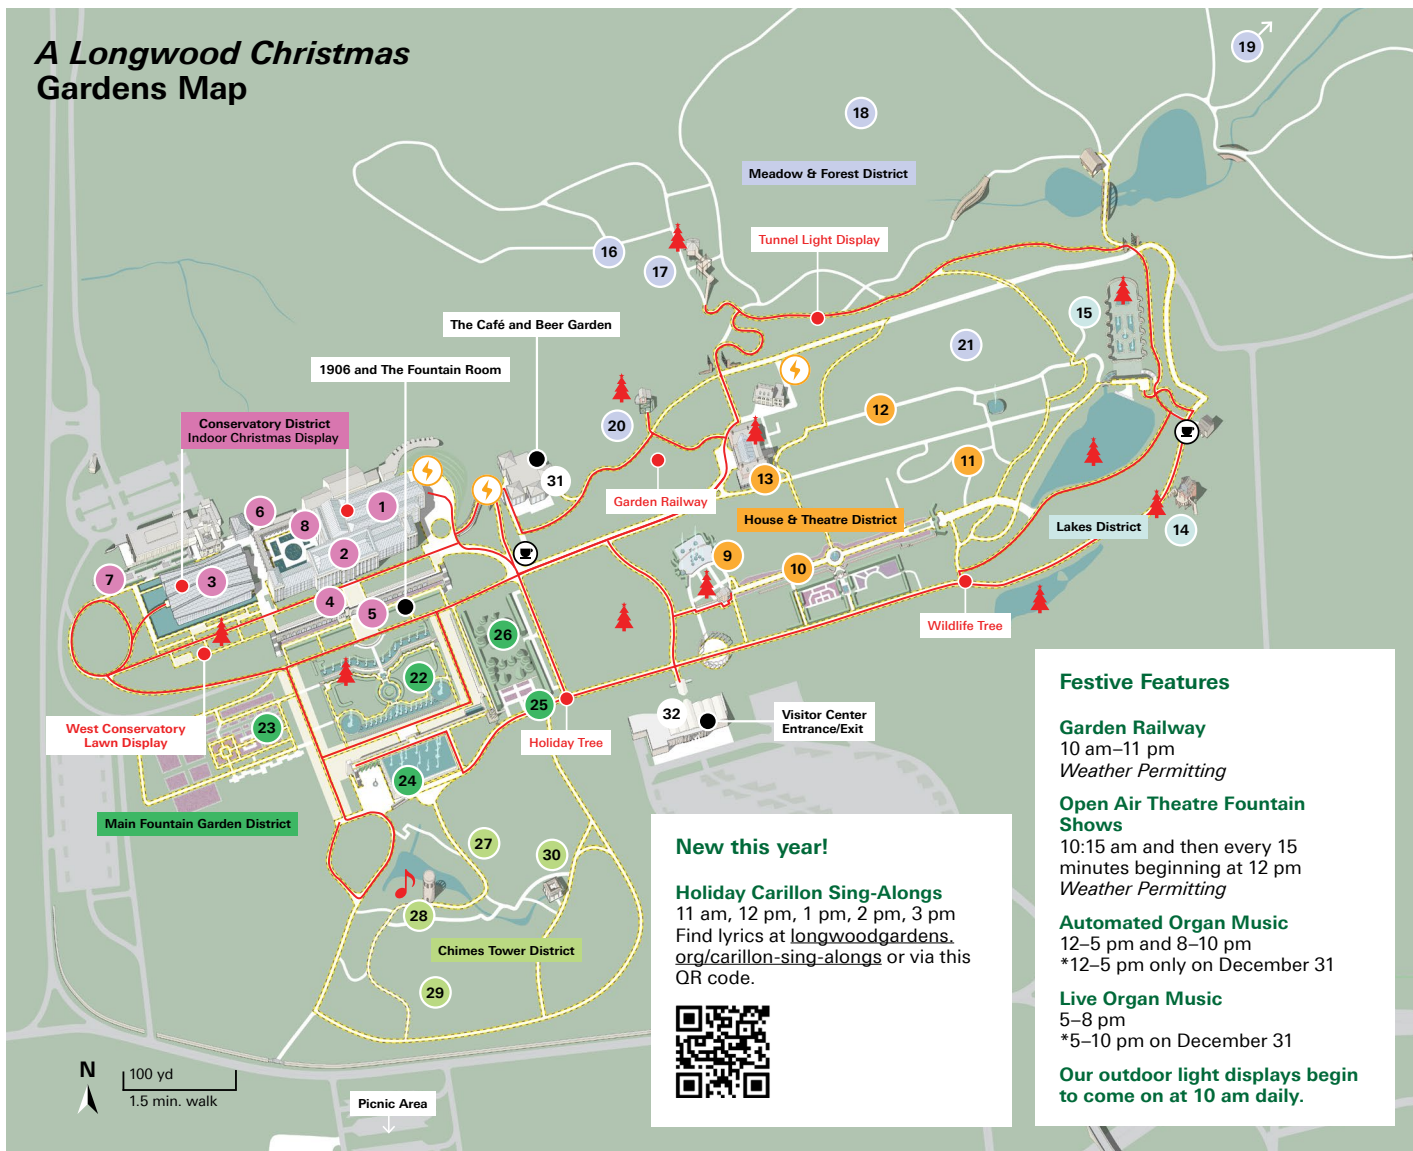 A Longwood Christmas
Gardens Map
19
18
Meadow & Forest District
16
17
Tunnel Light Display
15
The Café and Beer Garden
21
1906 and The Fountain Room
12
Conservatory District
Indoor Christmas Display
20
11
31
13
Garden Railway
House & Theatre District
Lakes District
14
1
6
8
2
7
3
9
10
4
5
26
Wildlife Tree
22
25
32
Visitor Center
Entrance/Exit
West Conservatory
Lawn Display
23
Holiday Tree
24
Main Fountain Garden District
27
30
28
Chimes Tower District
29
N
100 yd
1.5 min. walk
Picnic Area
New this year!
Holiday Carillon Sing-Alongs
11 am, 12 pm, 1 pm, 2 pm, 3 pm
Find lyrics at longwoodgardens.
org/carillon-sing-alongs or via this
QR code.
Festive Features
Garden Railway
10 am–11 pm
Weather Permitting
Open Air Theatre Fountain
Shows
10:15 am and then every 15
minutes beginning at 12 pm
Weather Permitting
Automated Organ Music
12–5 pm and 8–10 pm
*12–5 pm only on December 31
Live Organ Music
5–8 pm
*5–10 pm on December 31
Our outdoor light displays begin
to come on at 10 am daily.